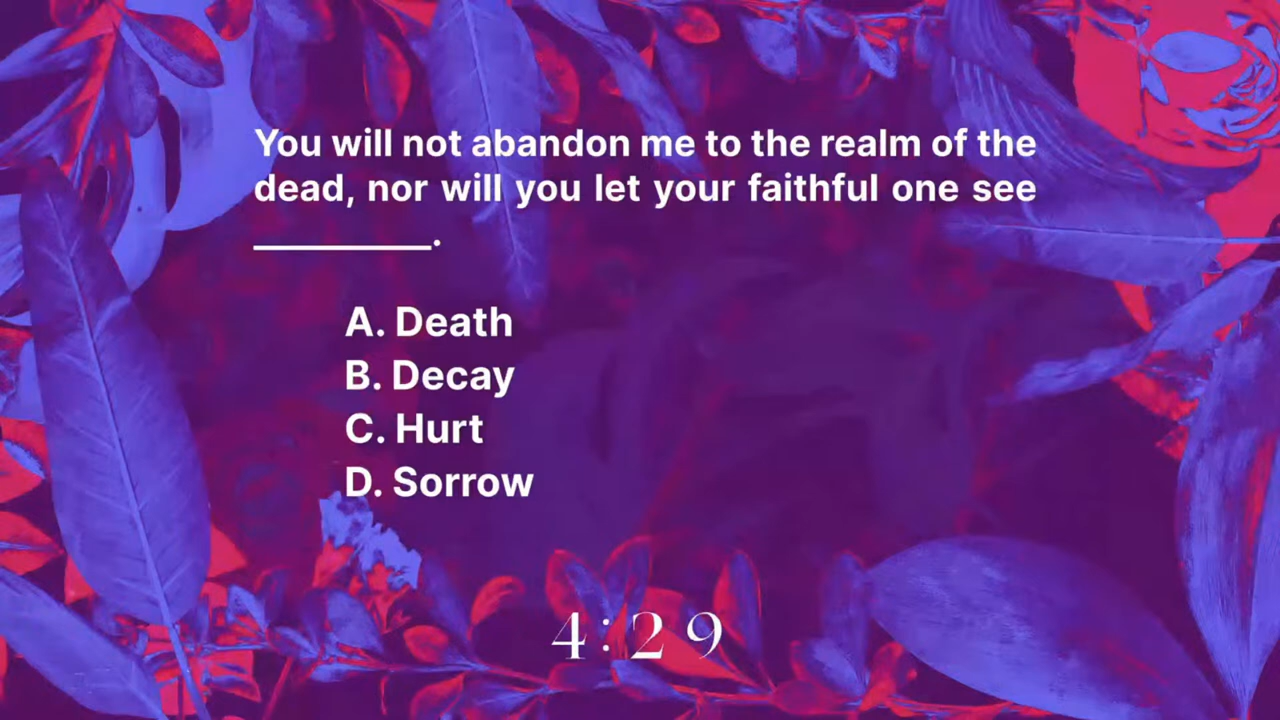 You will not abandon me to the realm of the
dead, nor will you let your faithful one see
__________.
A. Death
B. Decay
C. Hurt
D. Sorrow
4:29